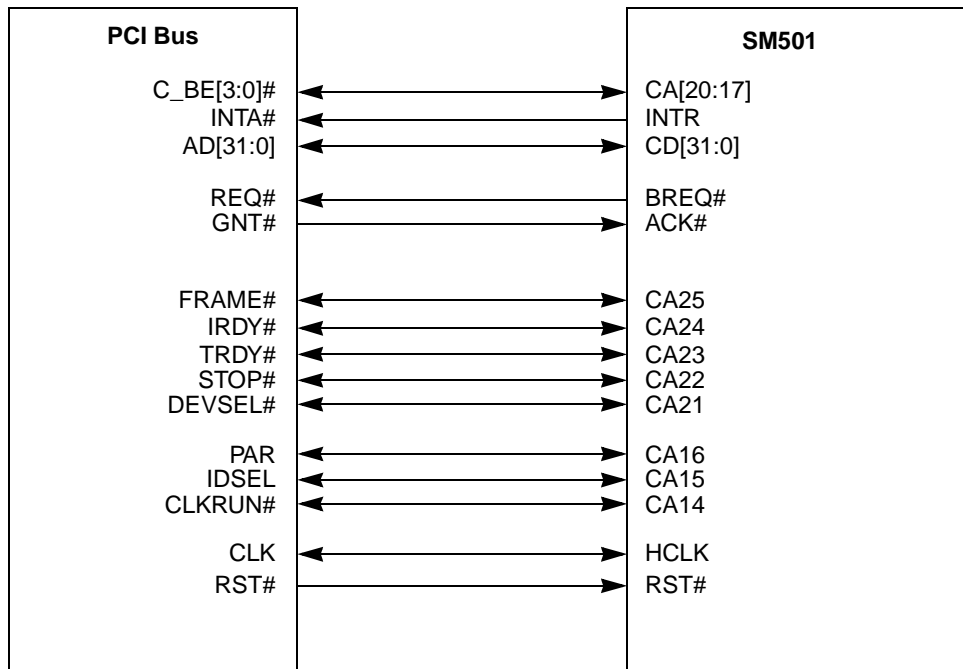 PCI Bus SM501
C_BE[3:0]# CA[20:17]
INTA# INTR
AD[31:0] CD[31:0]
REQ# BREQ#
GNT# ACK#
FRAME# CA25
IRDY# CA24
TRDY# CA23
STOP# CA22
DEVSEL# CA21
PAR CA16
IDSEL CA15
CLKRUN# CA14
CLK HCLK
RST# RST#